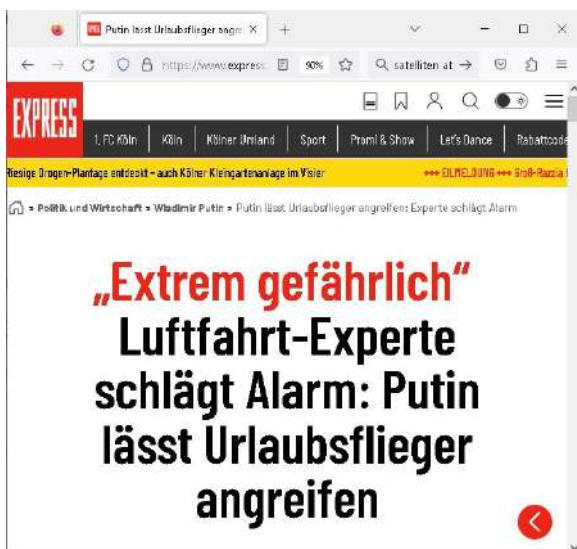 Putin lässt Urlaubsflieger angre
https://www.express
90%
satelliten at
EXPRESS
1. FC Köln
Köln
Kölner Umland
Sport
Promi & Show
Let's Dance
Rabattcode
Riesige Drogen-Plantage entdeckt – auch Kölner Kleingartenanlage im Visier
+++ EILMELDUNG +++ Groß-Razzia
Politik und Wirtschaft
Wladimir Putin
Putin lässt Urlaubsflieger angreifen: Experte schlägt Alarm
„Extrem gefährlich“
Luftfahrt-Experte
schlägt Alarm: Putin
lässt Urlaubsflieger
angreifen